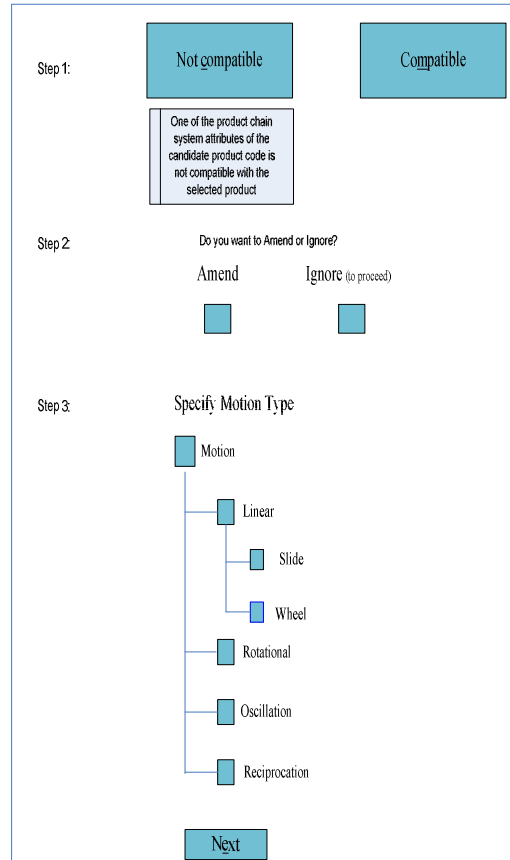 Step 1:
Not compatible
Compatible
One of the product chain
system attributes of the
candidate product code is
not compatible with the
selected product
Step 2:
Do you want to Amend or Ignore?
Amend
Ignore (to proceed)
Step 3:
Specify Motion Type
Motion
Linear
Slide
Wheel
Rotational
Oscillation
Reciprocation
Next